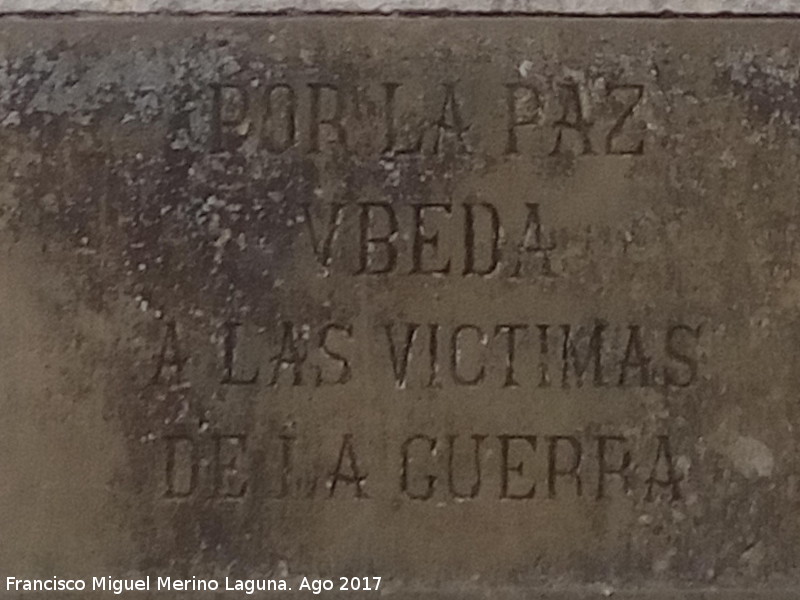 POR LA PAZ
VBEDA
A LAS VICTIMAS
DE LA GUERRA
Francisco Miguel Merino Laguna. Ago 2017